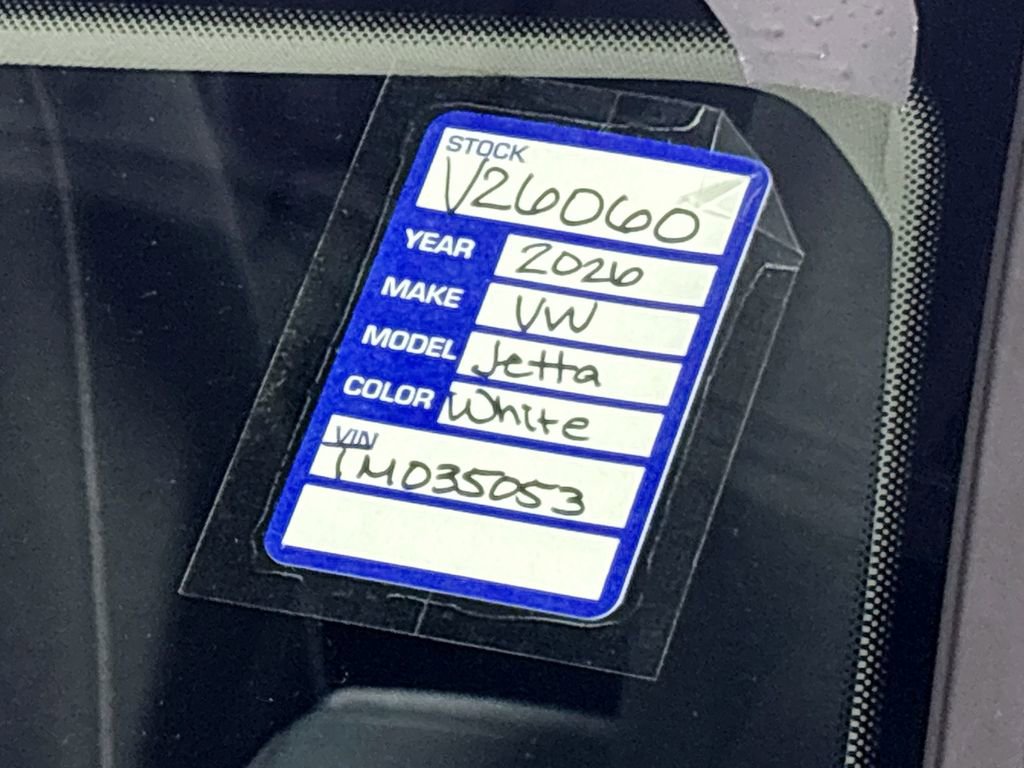 STOCK
V26060
YEAR 2026
MAKE VW
MODEL Jetta
COLOR White
VIN
TM035053